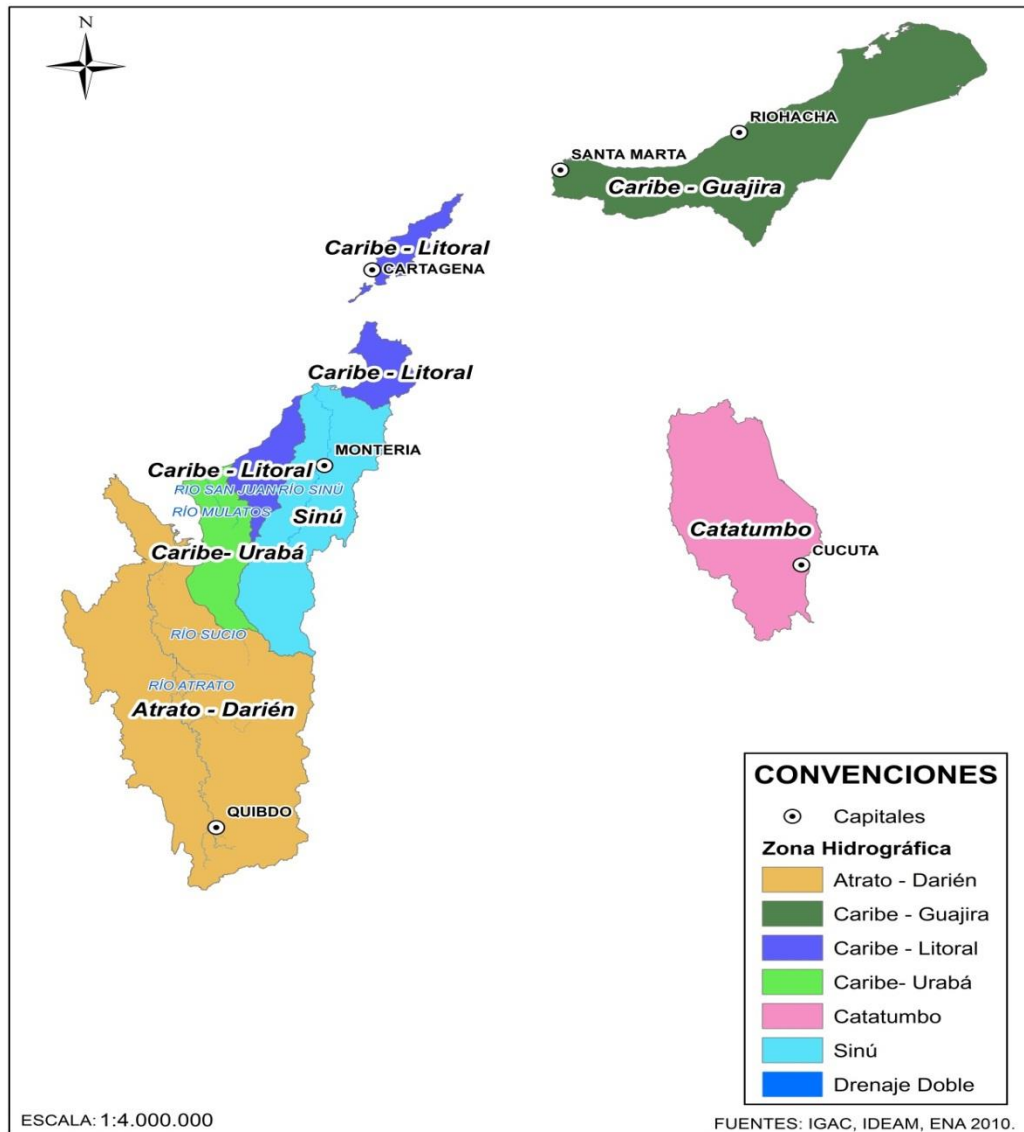 N
RIOHACHA
SANTA MARTA
Caribe - Guajira
Caribe - Litoral
CARTAGENA
Caribe - Litoral
MONTERIA
Caribe - Litoral
RIO SAN JUAN
RÍO SINÚ
RÍO MULATOS
Sinú
Caribe- Urabá
Catatumbo
CUCUTA
RÍO SUCIO
RÍO ATRATO
Atrato - Darién
QUIBDO
CONVENCIONES
Capitales
Zona Hidrográfica
Atrato - Darién
Caribe - Guajira
Caribe - Litoral
Caribe- Urabá
Catatumbo
Sinú
Drenaje Doble
ESCALA: 1:4.000.000
FUENTES: IGAC, IDEAM, ENA 2010.